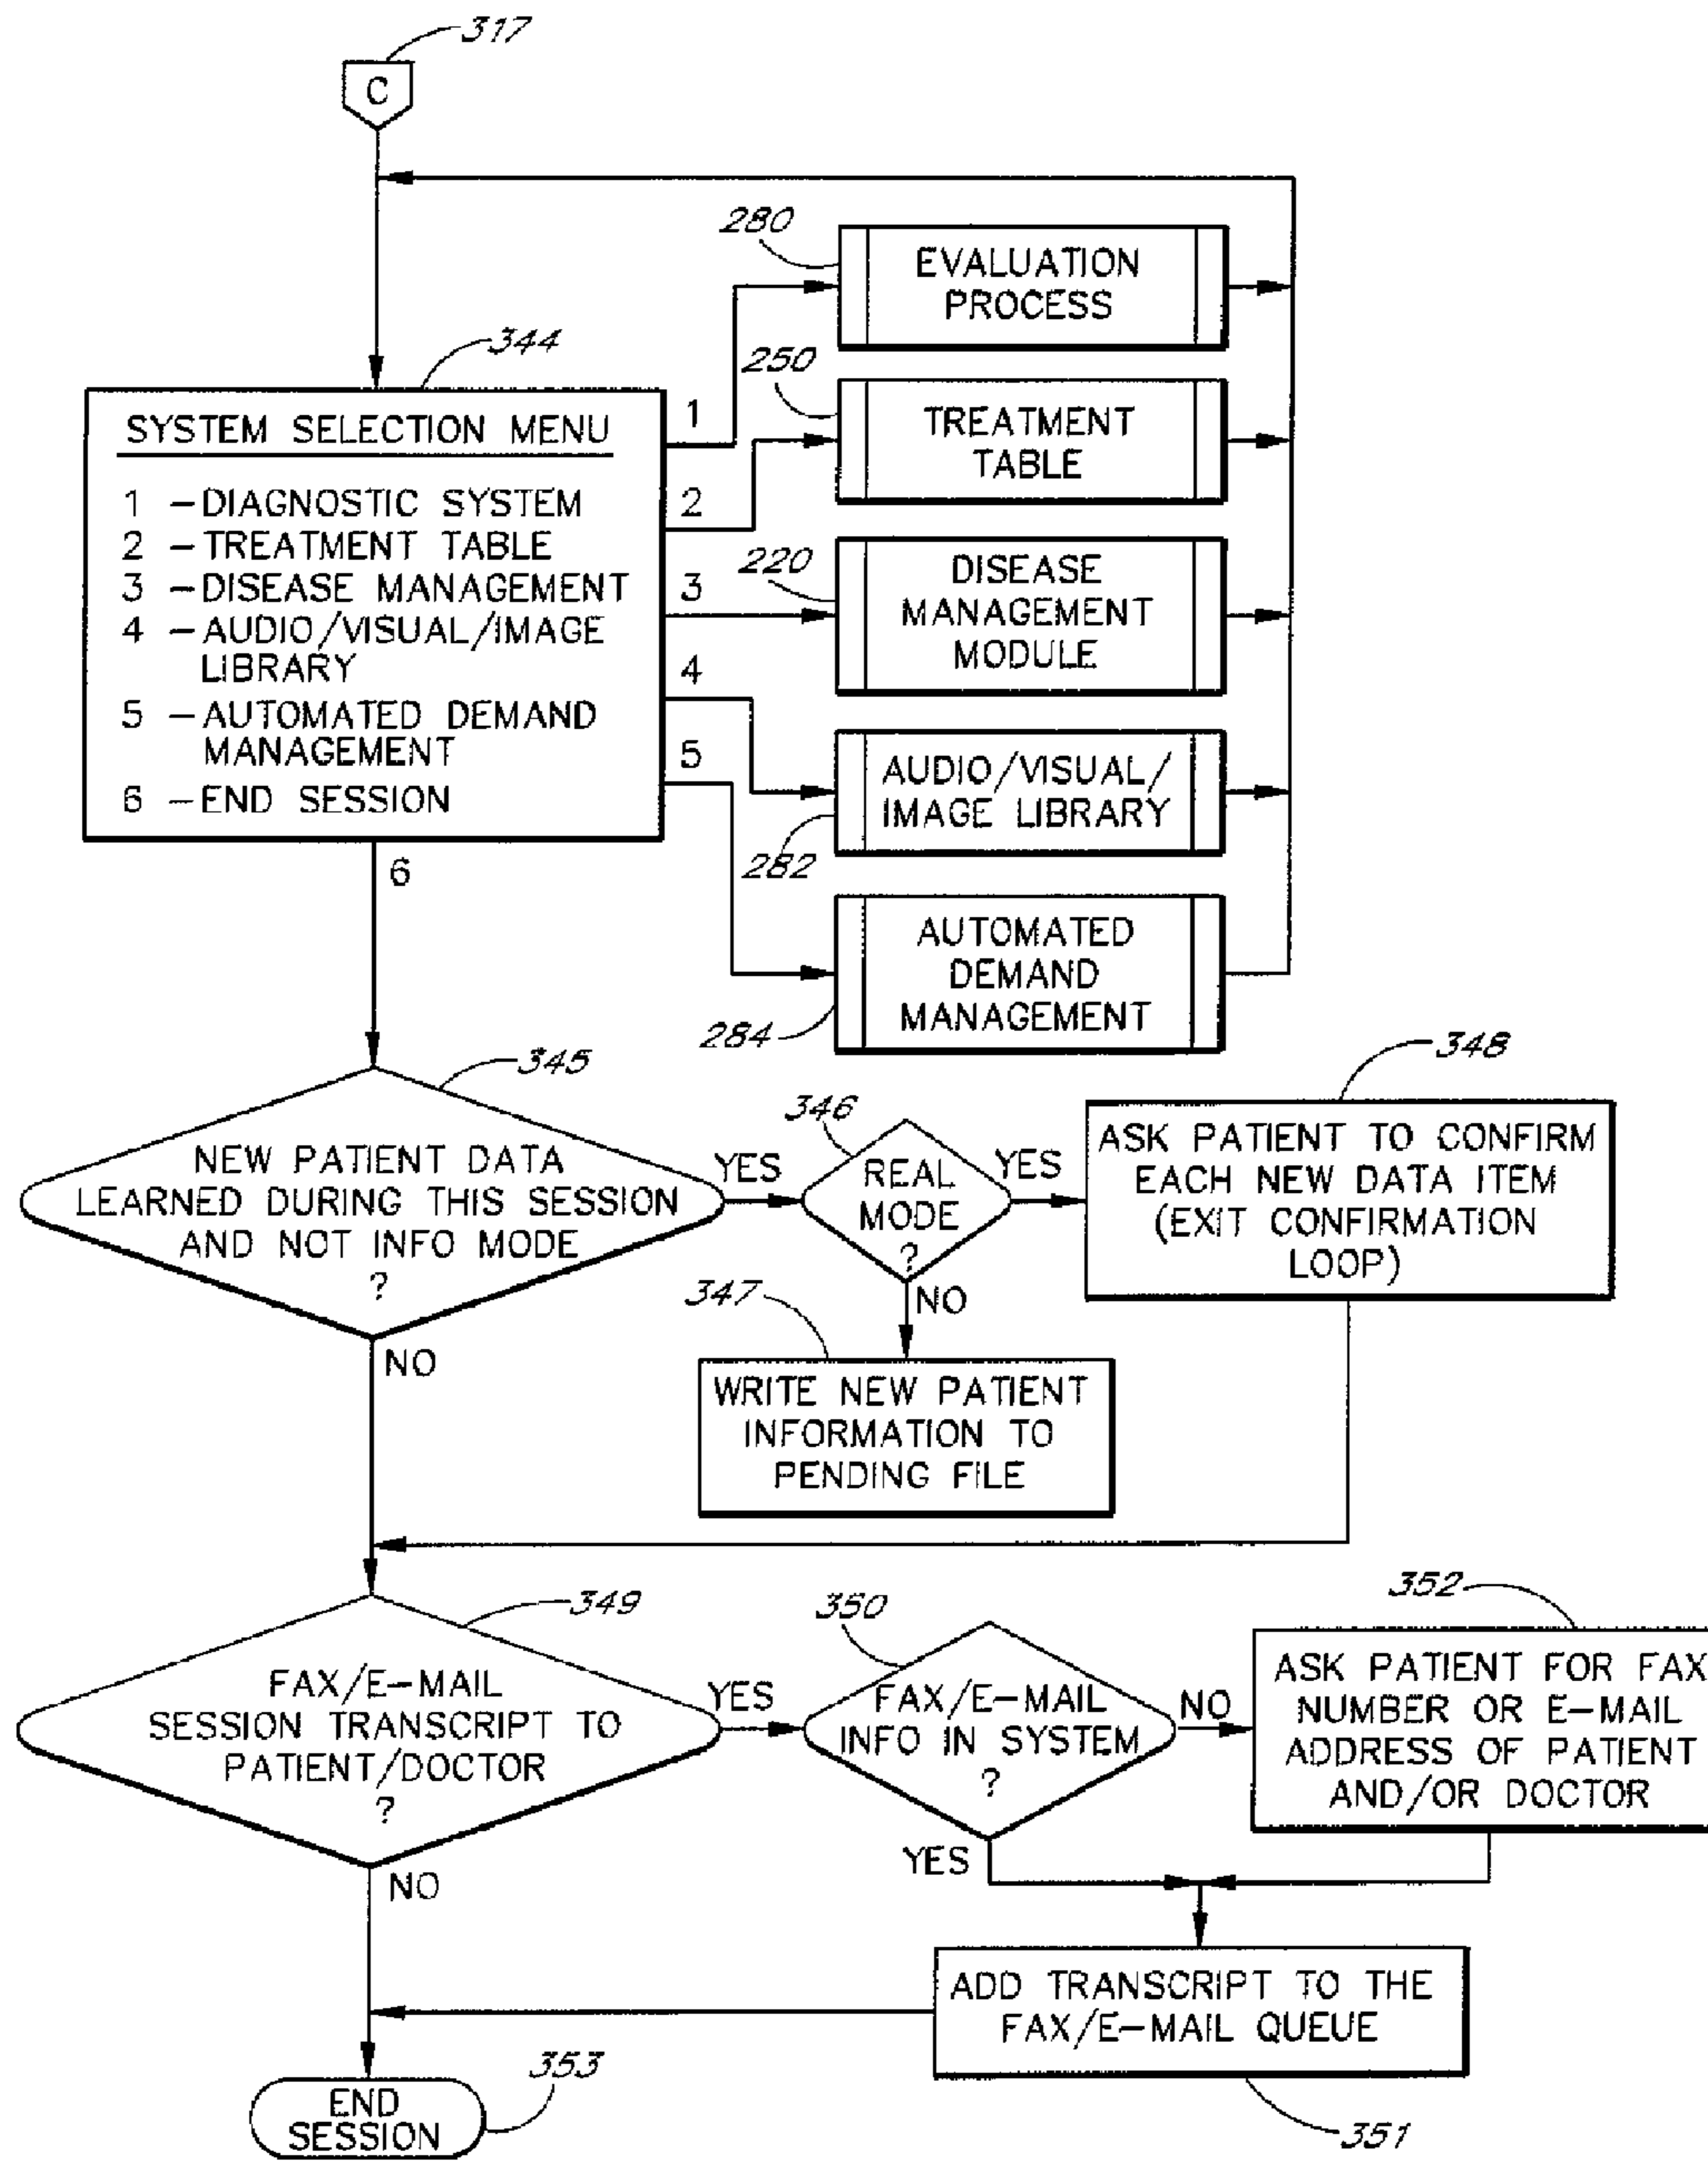 317
C
280
EVALUATION
PROCESS
344
250
SYSTEM SELECTION MENU
1
TREATMENT
TABLE
1 –DIAGNOSTIC SYSTEM
2
2 –TREATMENT TABLE
220
DISEASE
MANAGEMENT
MODULE
3 –DISEASE MANAGEMENT
3
4 –AUDIO/VISUAL/IMAGE
LIBRARY
4
5 –AUTOMATED DEMAND
MANAGEMENT
5
AUDIO/VISUAL/
IMAGE LIBRARY
6 –END SESSION
282
6
AUTOMATED
DEMAND
MANAGEMENT
284
345
348
346
NEW PATIENT DATA
LEARNED DURING THIS SESSION
AND NOT INFO MODE
?
YES
REAL
MODE
?
YES
ASK PATIENT TO CONFIRM
EACH NEW DATA ITEM
(EXIT CONFIRMATION
LOOP)
347
NO
NO
WRITE NEW PATIENT
INFORMATION TO
PENDING FILE
349
350
352
FAX/E–MAIL
SESSION TRANSCRIPT TO
PATIENT/DOCTOR
?
YES
FAX/E–MAIL
INFO IN SYSTEM
?
NO
ASK PATIENT FOR FAX
NUMBER OR E–MAIL
ADDRESS OF PATIENT
AND/OR DOCTOR
YES
NO
ADD TRANSCRIPT TO THE
FAX/E–MAIL QUEUE
353
END
SESSION
351